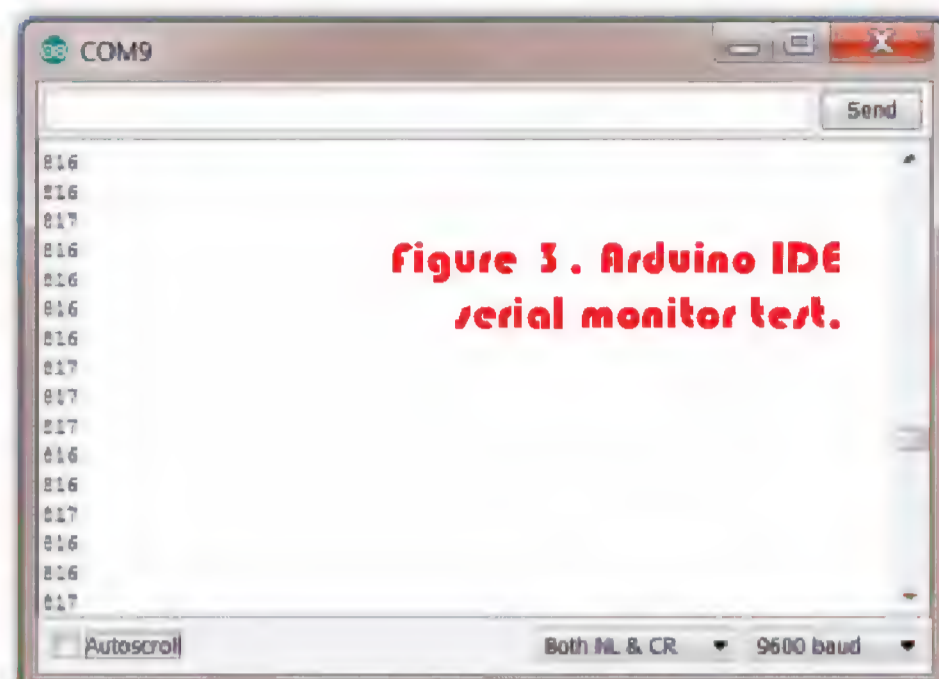 COM9
Send
816
816
817
816
816
816
816
817
817
817
816
816
817
816
816
817
Figure 3. Arduino IDE
serial monitor test.
Autoscroll
Both NL & CR
9600 baud